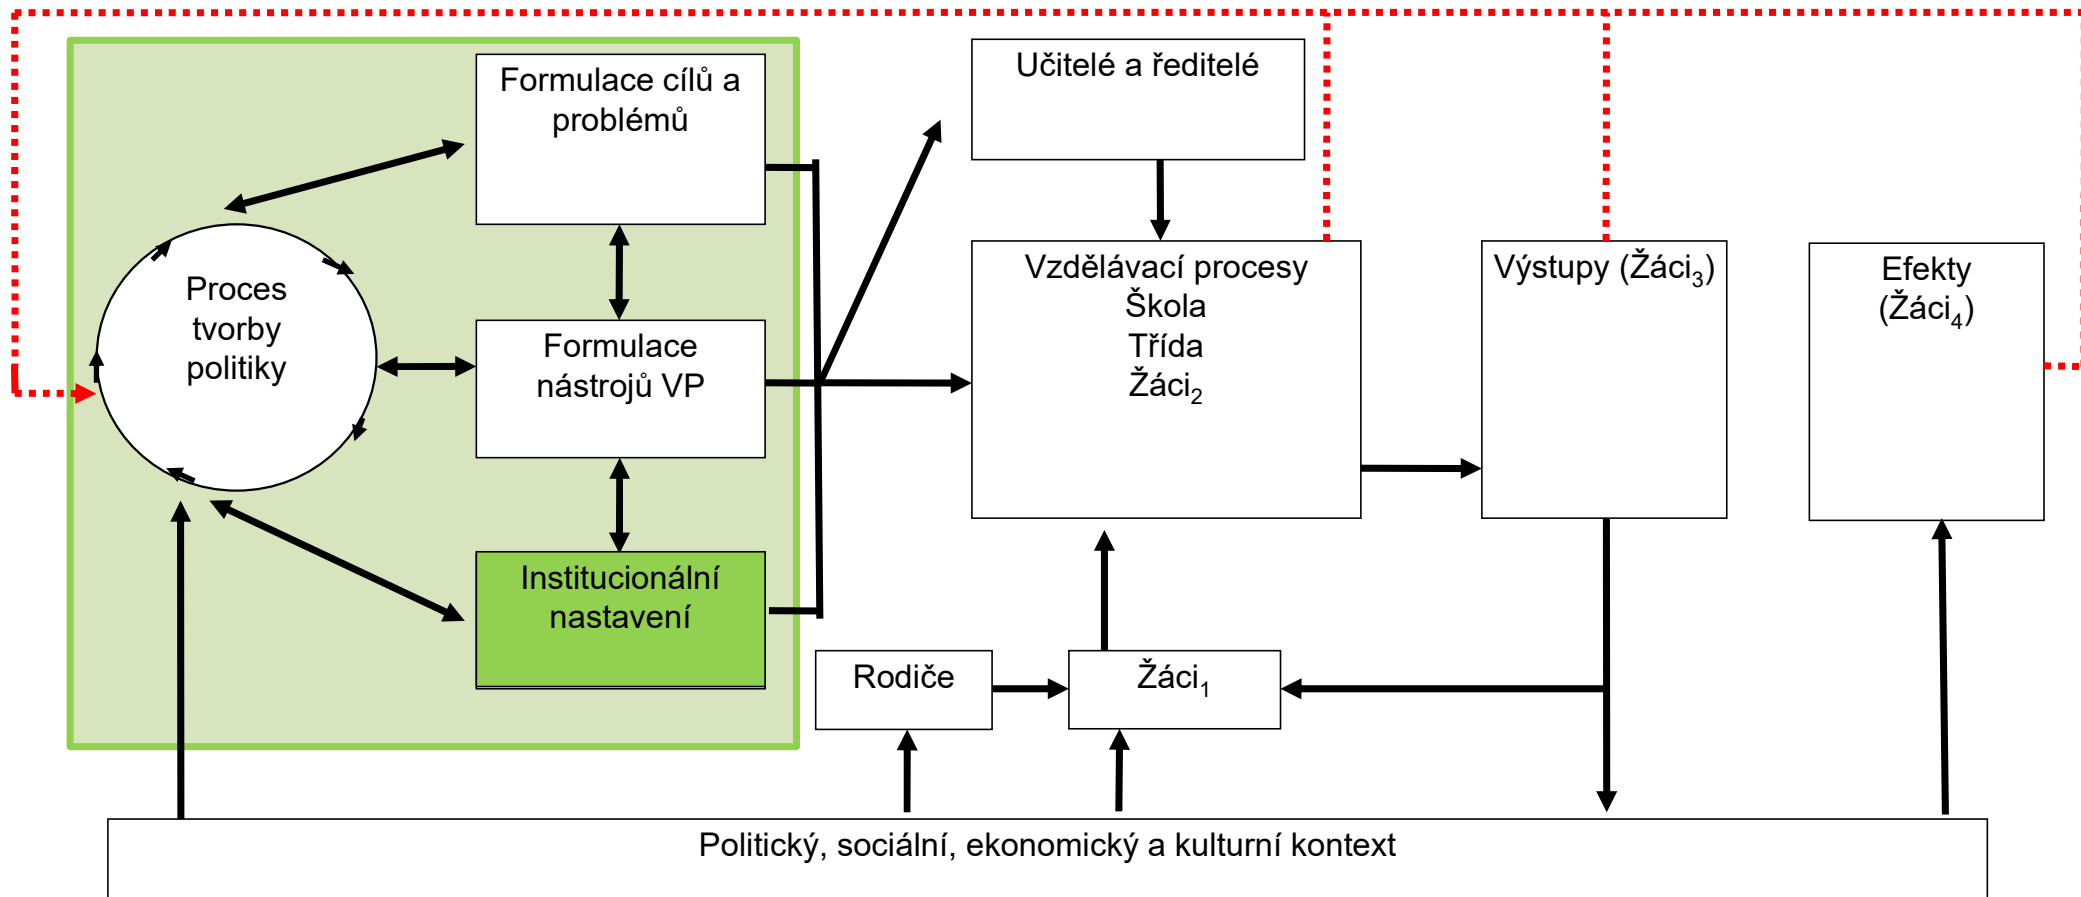 Formulace cílů a
problémů
Učitelé a ředitelé
Proces
tvorby
politiky
Formulace
nástrojů VP
Vzdělávací procesy
Škola
Třída
Žáci₂
Výstupy (Žáci₃)
Efekty
(Žáci₄)
Institucionální
nastavení
Rodiče
Žáci₁
Politický, sociální, ekonomický a kulturní kontext